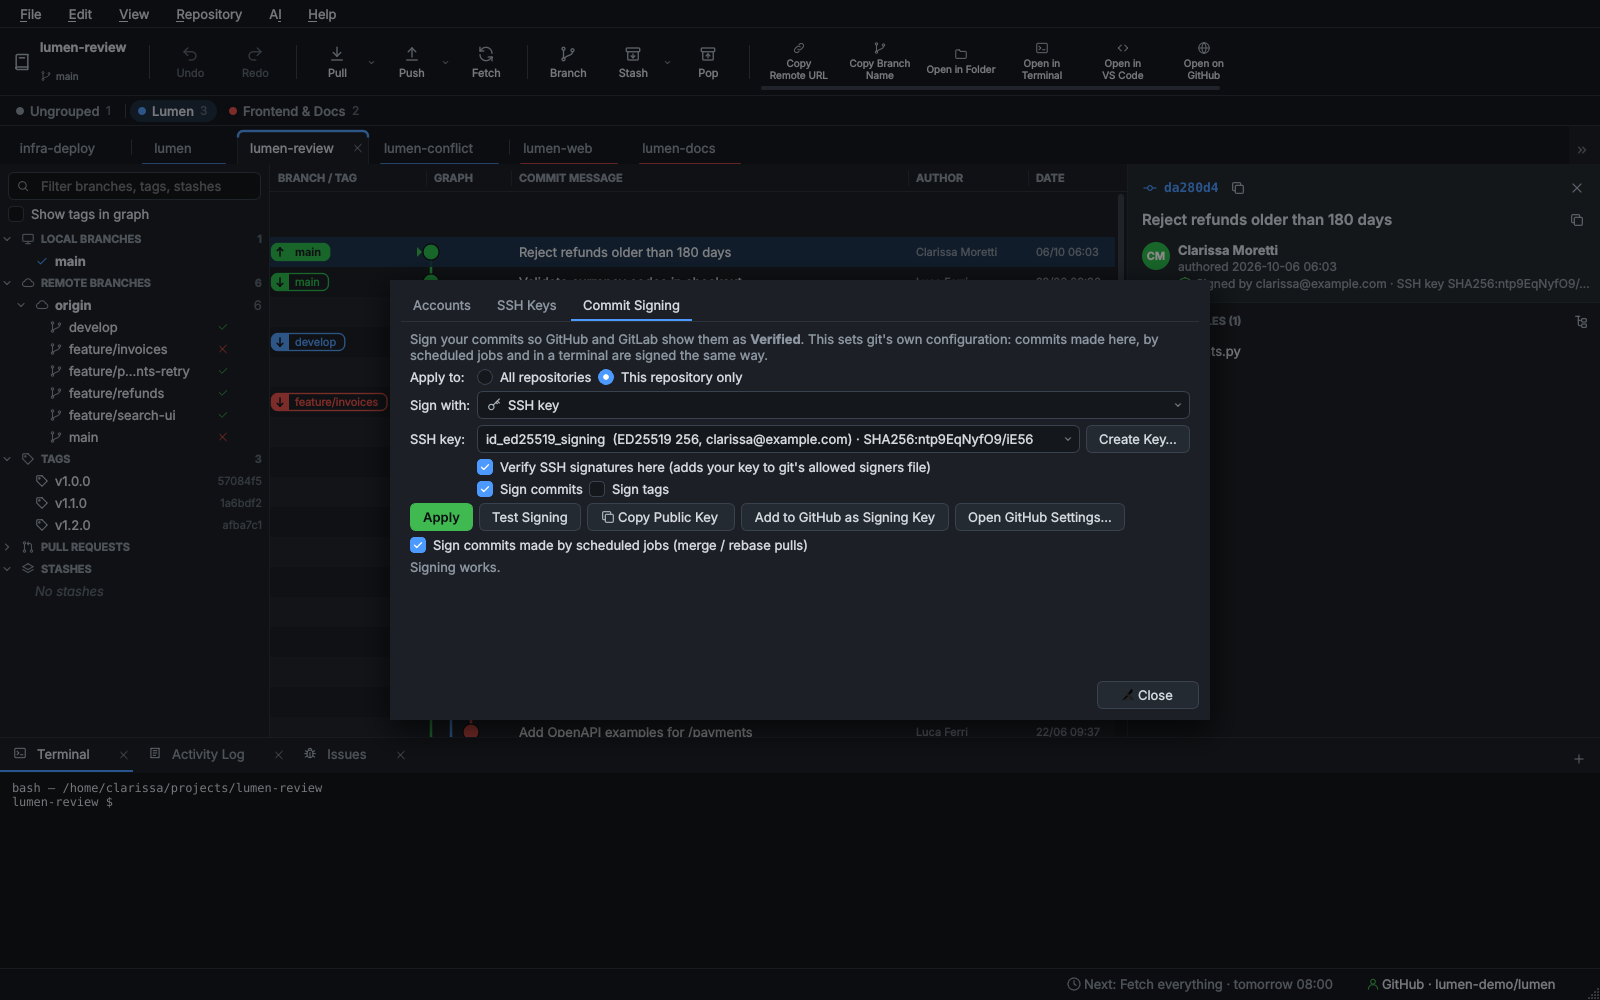 File Edit View Repository AI Help
lumen-review
main
Undo Redo Pull Push Fetch Branch Stash Pop
Copy Remote URL
Copy Branch Name
Open in Folder
Open in Terminal
Open in VS Code
Open on GitHub
Ungrouped 1 Lumen 3 Frontend & Docs 2
infra-deploy lumen lumen-review lumen-conflict lumen-web lumen-docs
Filter branches, tags, stashes
Show tags in graph
LOCAL BRANCHES 1
main
REMOTE BRANCHES 6
origin 6
develop
feature/invoices
feature/p...nts-retry
feature/refunds
feature/search-ui
main
TAGS 3
v1.0.0 57084f5
v1.1.0 1a6bdf2
v1.2.0 afba7c1
PULL REQUESTS
STASHES
No stashes
BRANCH / TAG GRAPH COMMIT MESSAGE AUTHOR DATE
main Reject refunds older than 180 days Clarissa Moretti 06/10 06:03
main
develop
feature/invoices
Add OpenAPI examples for /payments Luca Ferri 22/06 09:37
da280d4
Reject refunds older than 180 days
CM Clarissa Moretti
authored 2026-10-06 06:03
gned by clarissa@example.com · SSH key SHA256:ntp9EqNyfO9/...
LES (1)
ts.py
Accounts SSH Keys Commit Signing
Sign your commits so GitHub and GitLab show them as Verified. This sets git's own configuration: commits made here, by
scheduled jobs and in a terminal are signed the same way.
Apply to: All repositories This repository only
Sign with: SSH key
SSH key: id_ed25519_signing (ED25519 256, clarissa@example.com) · SHA256:ntp9EqNyfO9/iE56 Create Key...
Verify SSH signatures here (adds your key to git's allowed signers file)
Sign commits Sign tags
Apply Test Signing Copy Public Key Add to GitHub as Signing Key Open GitHub Settings...
Sign commits made by scheduled jobs (merge / rebase pulls)
Signing works.
Close
Terminal Activity Log Issues
bash — /home/clarissa/projects/lumen-review
lumen-review $
Next: Fetch everything · tomorrow 08:00 GitHub · lumen-demo/lumen